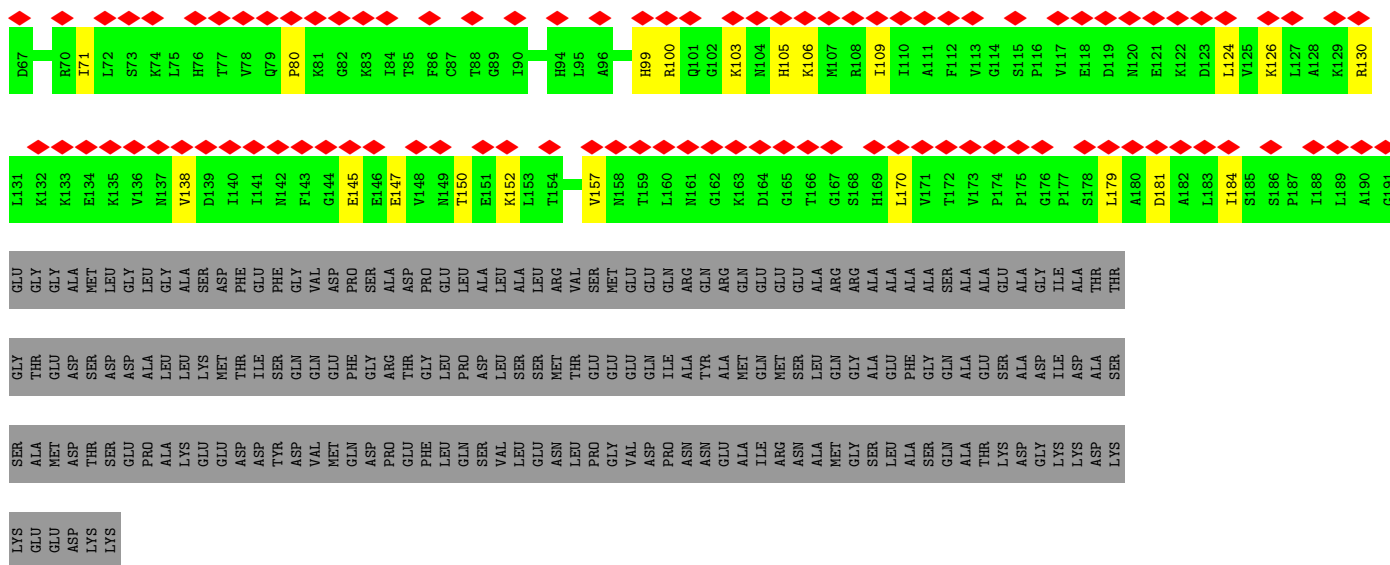 D67 R70 I71 L72 S73 K74 L75 H76 T77 V78 Q79 P80 K81 G82 K83 I84 T85 F86 C87 T88 G89 I90 H94 L95 A96 H99 R100 Q101 G102 K103 N104 H105 K106 M107 R108 I109 I110 A111 F112 V113 G114 S115 P116 V117 E118 D119 N120 E121 K122 D123 L124 V125 K126 L127 A128 K129 R130
L131 K132 K133 E134 K135 V136 N137 V138 D139 I140 I141 N142 F143 G144 E145 E146 E147 V148 N149 T150 E151 K152 L153 T154 V157 N158 T159 L160 N161 G162 K163 D164 G165 T166 G167 S168 H169 L170 V171 T172 V173 P174 P175 G176 P177 S178 L179 A180 D181 A182 L183 I184 S185 S186 P187 I188 L189 A190 G191
GLU GLY GLY ALA MET LEU GLY LEU GLY ALA SER ASP PHE GLU PHE GLY VAL ASP PRO SER ALA ASP PRO GLU LEU ALA LEU ALA LEU ARG VAL SER MET GLU GLU GLN ARG GLN ARG GLN GLU GLU GLU ALA ARG ARG ALA ALA ALA ALA SER ALA ALA GLU ALA GLY ILE ALA THR THR
GLY THR GLU ASP SER ASP ASP ALA LEU LEU LYS MET THR ILE SER GLN GLN GLU PHE GLY ARG THR GLY LEU PRO ASP LEU SER SER MET THR GLU GLU GLU GLN ILE ALA TYR ALA MET GLN MET SER LEU GLN GLY ALA GLU PHE GLY GLN ALA GLU SER ALA ASP ILE ASP ALA SER
SER ALA MET ASP THR SER GLU PRO ALA LYS GLU GLU ASP ASP TYR ASP VAL MET GLN ASP PRO GLU PHE LEU GLN SER VAL LEU GLU ASN LEU PRO GLY VAL ASP PRO ASN ASN GLU ALA ILE ARG ASN ALA MET GLY SER LEU ALA SER GLN ALA THR LYS ASP GLY LYS LYS ASP LYS
LYS GLU GLU ASP LYS LYS